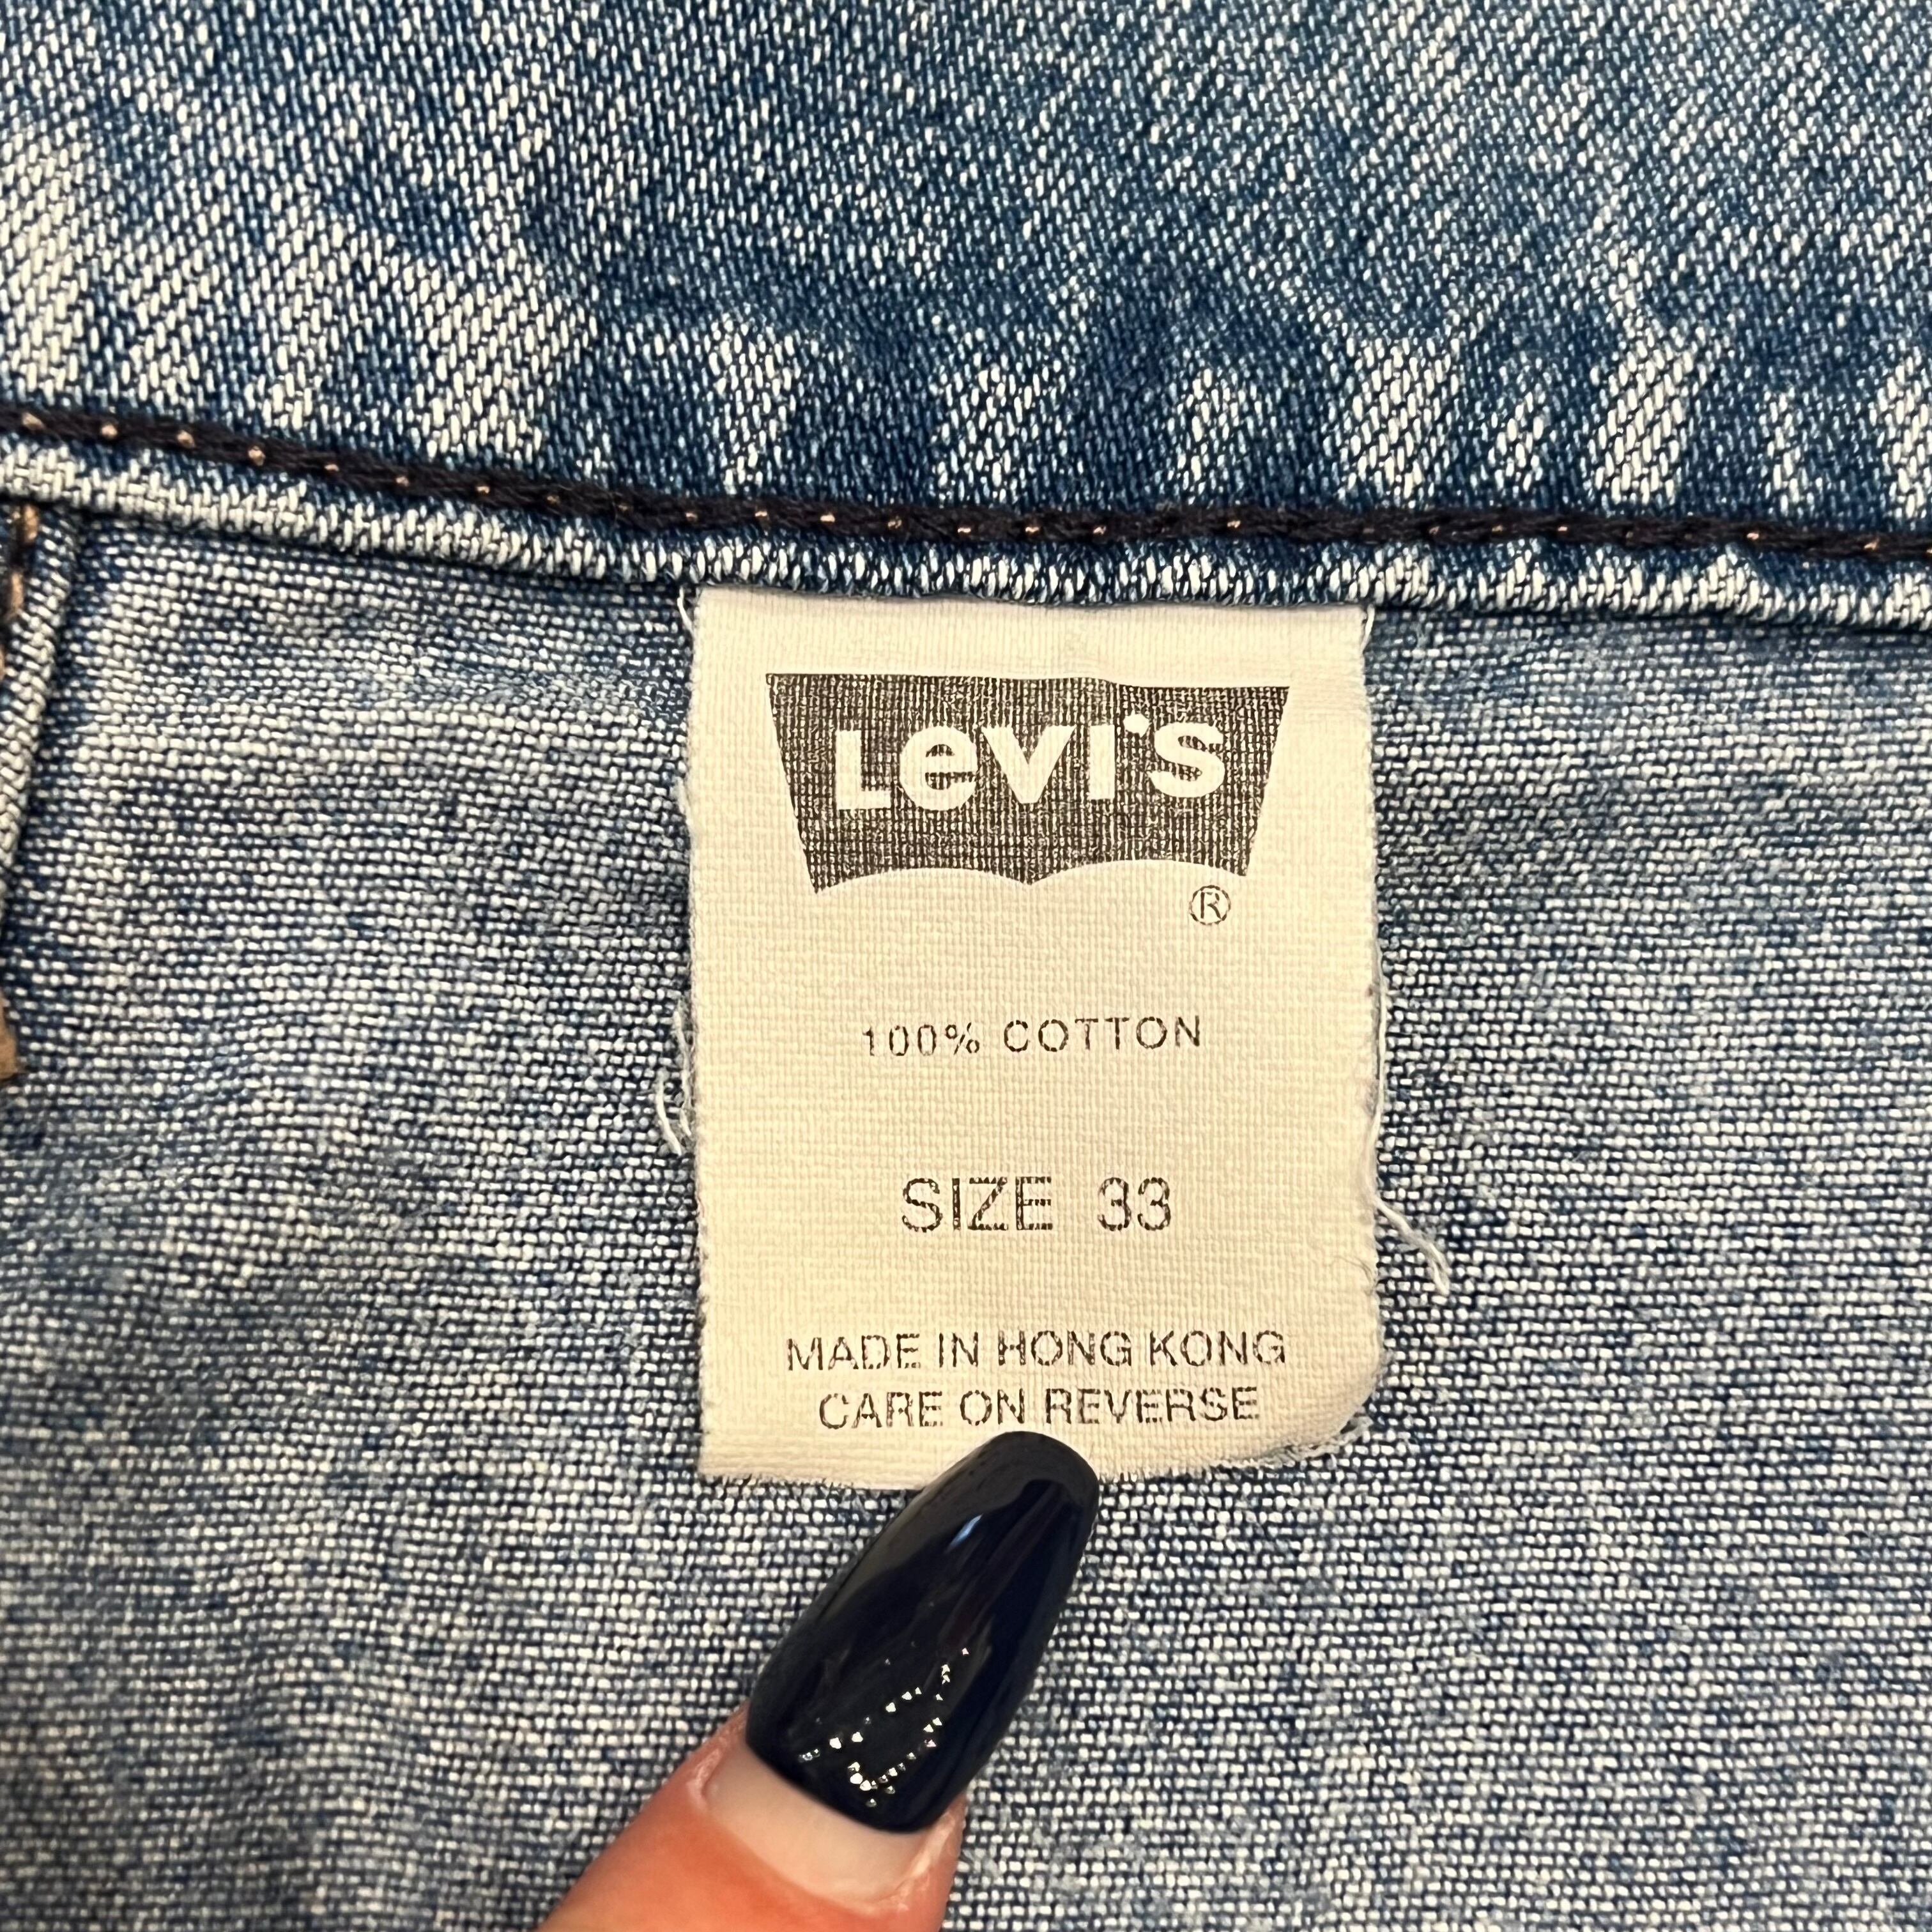 Levi's
®
100% COTTON
SIZE 33
MADE IN HONG KONG
CARE ON REVERSE